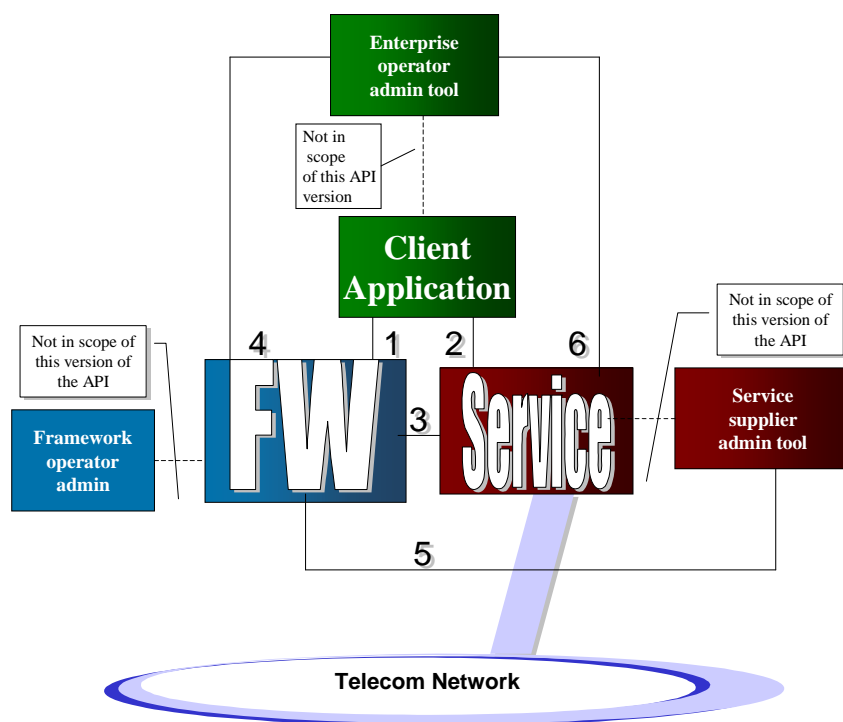 Enterprise
operator
admin tool
Not in
scope
of this API
version
Client
Application
Not in scope of
this version of
the API
Not in scope of
this version of
the API
4
1
2
6
FW
3
Service
Framework
operator
admin
Service
supplier
admin tool
5
Telecom Network